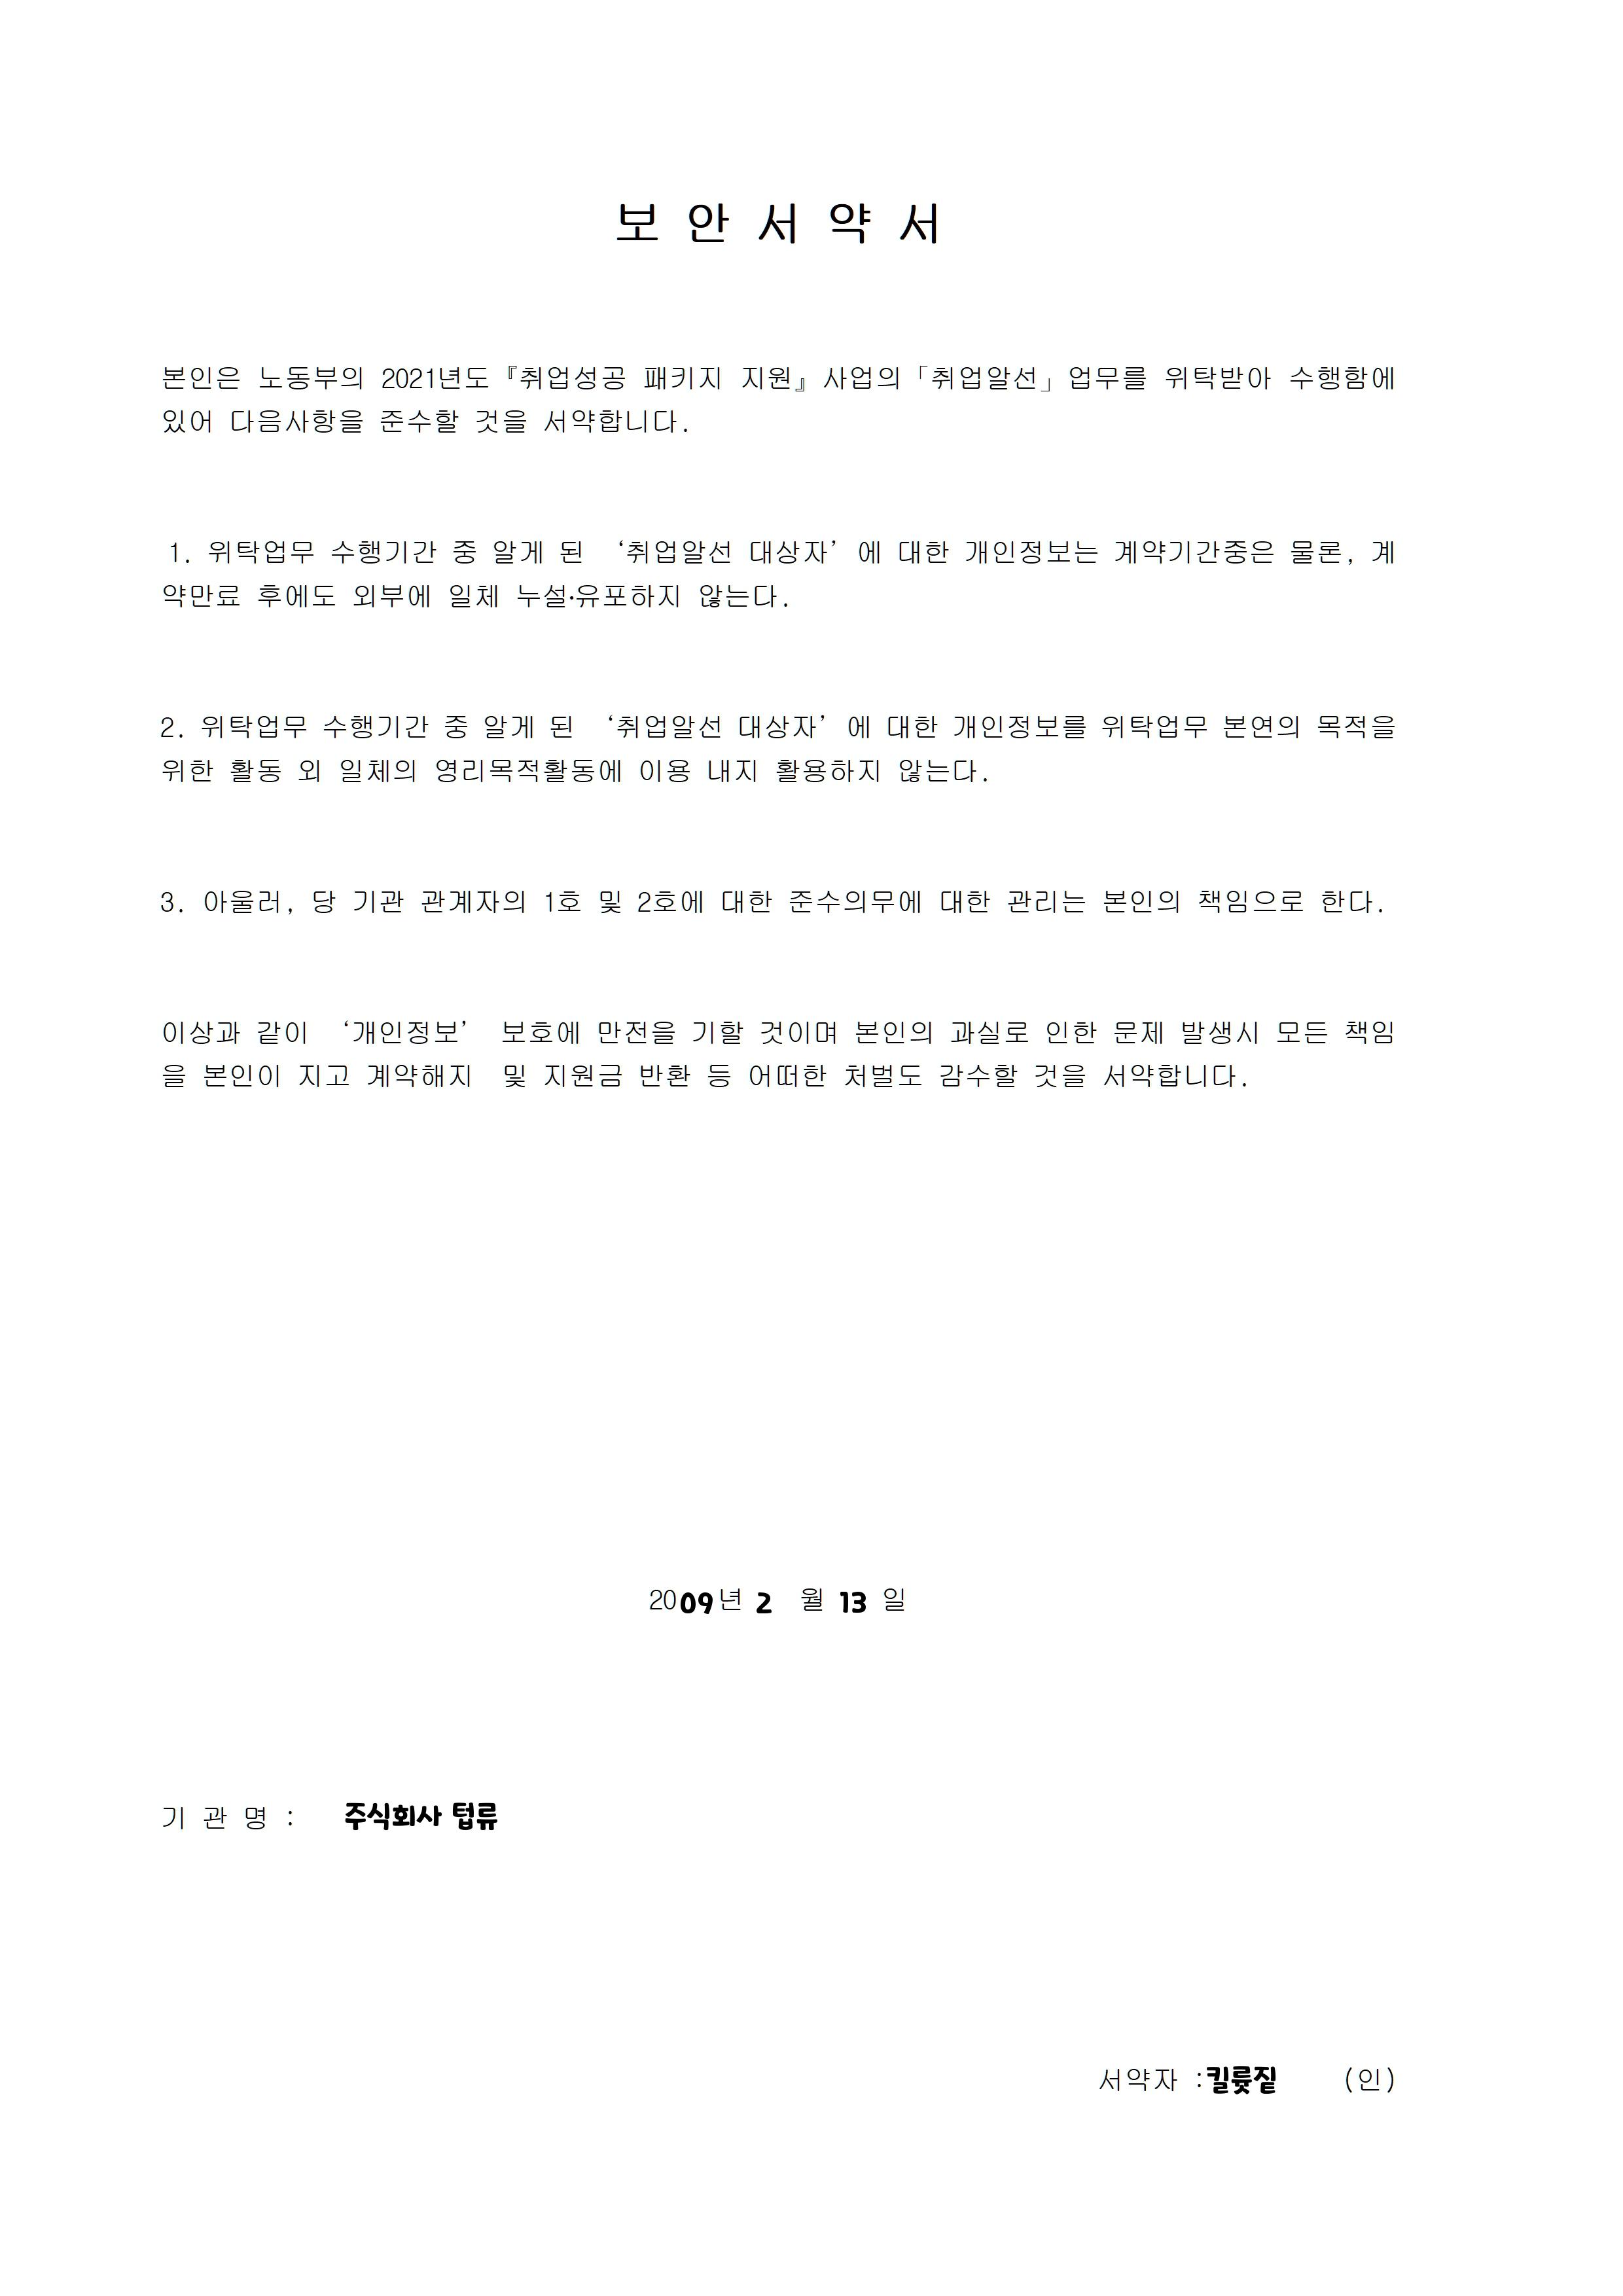 보 안 서 약 서
본인은 노동부의 2021년도『취업성공 패키지 지원』사업의「취업알선」업무를 위탁받아 수행함에
있어 다음사항을 준수할 것을 서약합니다.
1. 위탁업무 수행기간 중 알게 된 ‘취업알선 대상자’에 대한 개인정보는 계약기간중은 물론, 계
약만료 후에도 외부에 일체 누설·유포하지 않는다.
2. 위탁업무 수행기간 중 알게 된 ‘취업알선 대상자’에 대한 개인정보를 위탁업무 본연의 목적을
위한 활동 외 일체의 영리목적활동에 이용 내지 활용하지 않는다.
3. 아울러, 당 기관 관계자의 1호 및 2호에 대한 준수의무에 대한 관리는 본인의 책임으로 한다.
이상과 같이 ‘개인정보’ 보호에 만전을 기할 것이며 본인의 과실로 인한 문제 발생시 모든 책임
을 본인이 지고 계약해지 및 지원금 반환 등 어떠한 처벌도 감수할 것을 서약합니다.
2009년 2 월 13 일
기 관 명 : 주식회사 텁류
서약자 :킬륮짙 (인)